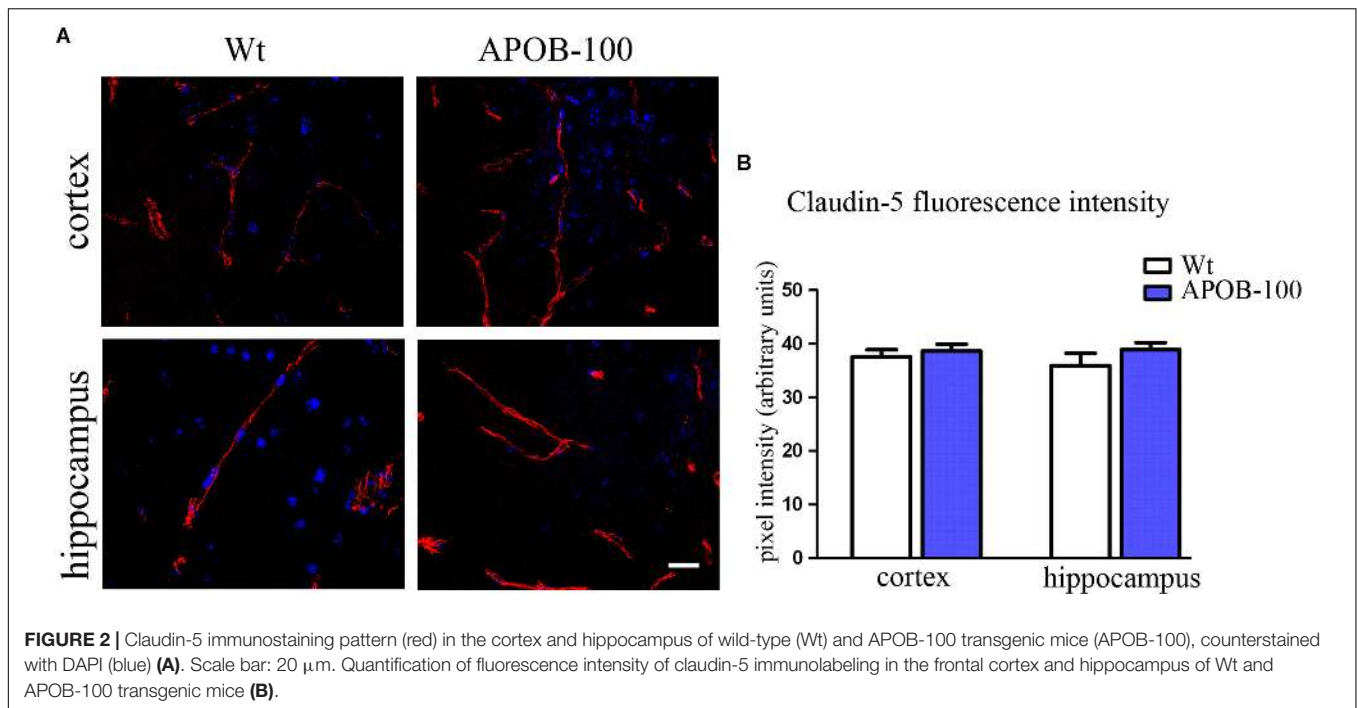 A
Wt
APOB-100
cortex
hippocampus
B
Claudin-5 fluorescence intensity
Wt
APOB-100
pixel intensity (arbitrary units)
50
40
30
20
10
0
cortex
hippocampus
FIGURE 2 | Claudin-5 immunostaining pattern (red) in the cortex and hippocampus of wild-type (Wt) and APOB-100 transgenic mice (APOB-100), counterstained
with DAPI (blue) (A). Scale bar: 20 μm. Quantification of fluorescence intensity of claudin-5 immunolabeling in the frontal cortex and hippocampus of Wt and
APOB-100 transgenic mice (B).